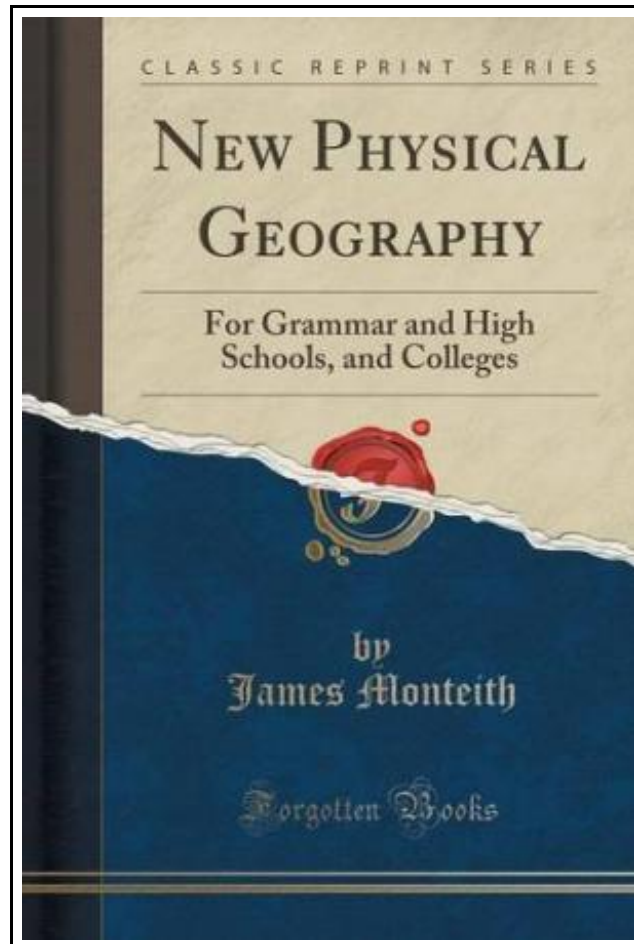 CLASSIC REPRINT SERIES
NEW PHYSICAL
GEOGRAPHY
For Grammar and High
Schools, and Colleges
F
by
James Monteith
Forgotten Books